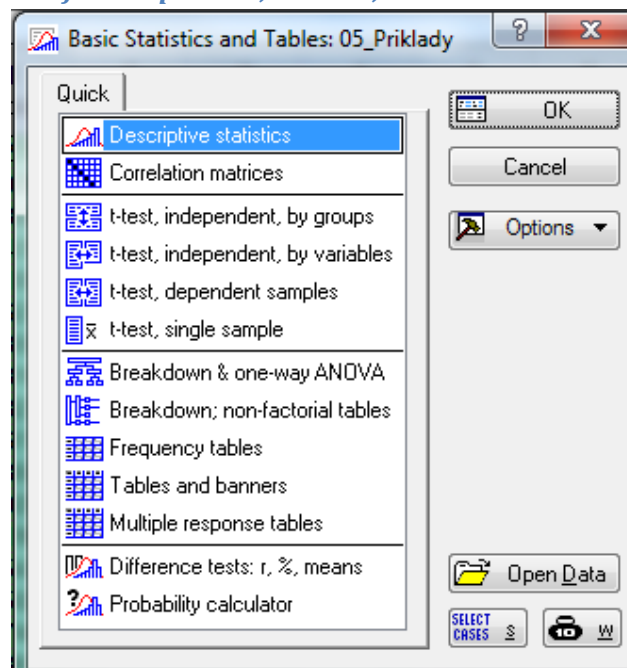 Basic Statistics and Tables: 05_Priklady
Quick
Descriptive statistics
Correlation matrices
t-test, independent, by groups
t-test, independent, by variables
t-test, dependent samples
t-test, single sample
Breakdown & one-way ANOVA
Breakdown; non-factorial tables
Frequency tables
Tables and banners
Multiple response tables
Difference tests: r, %, means
Probability calculator
OK
Cancel
Options
Open Data
SELECT
CASES S
W